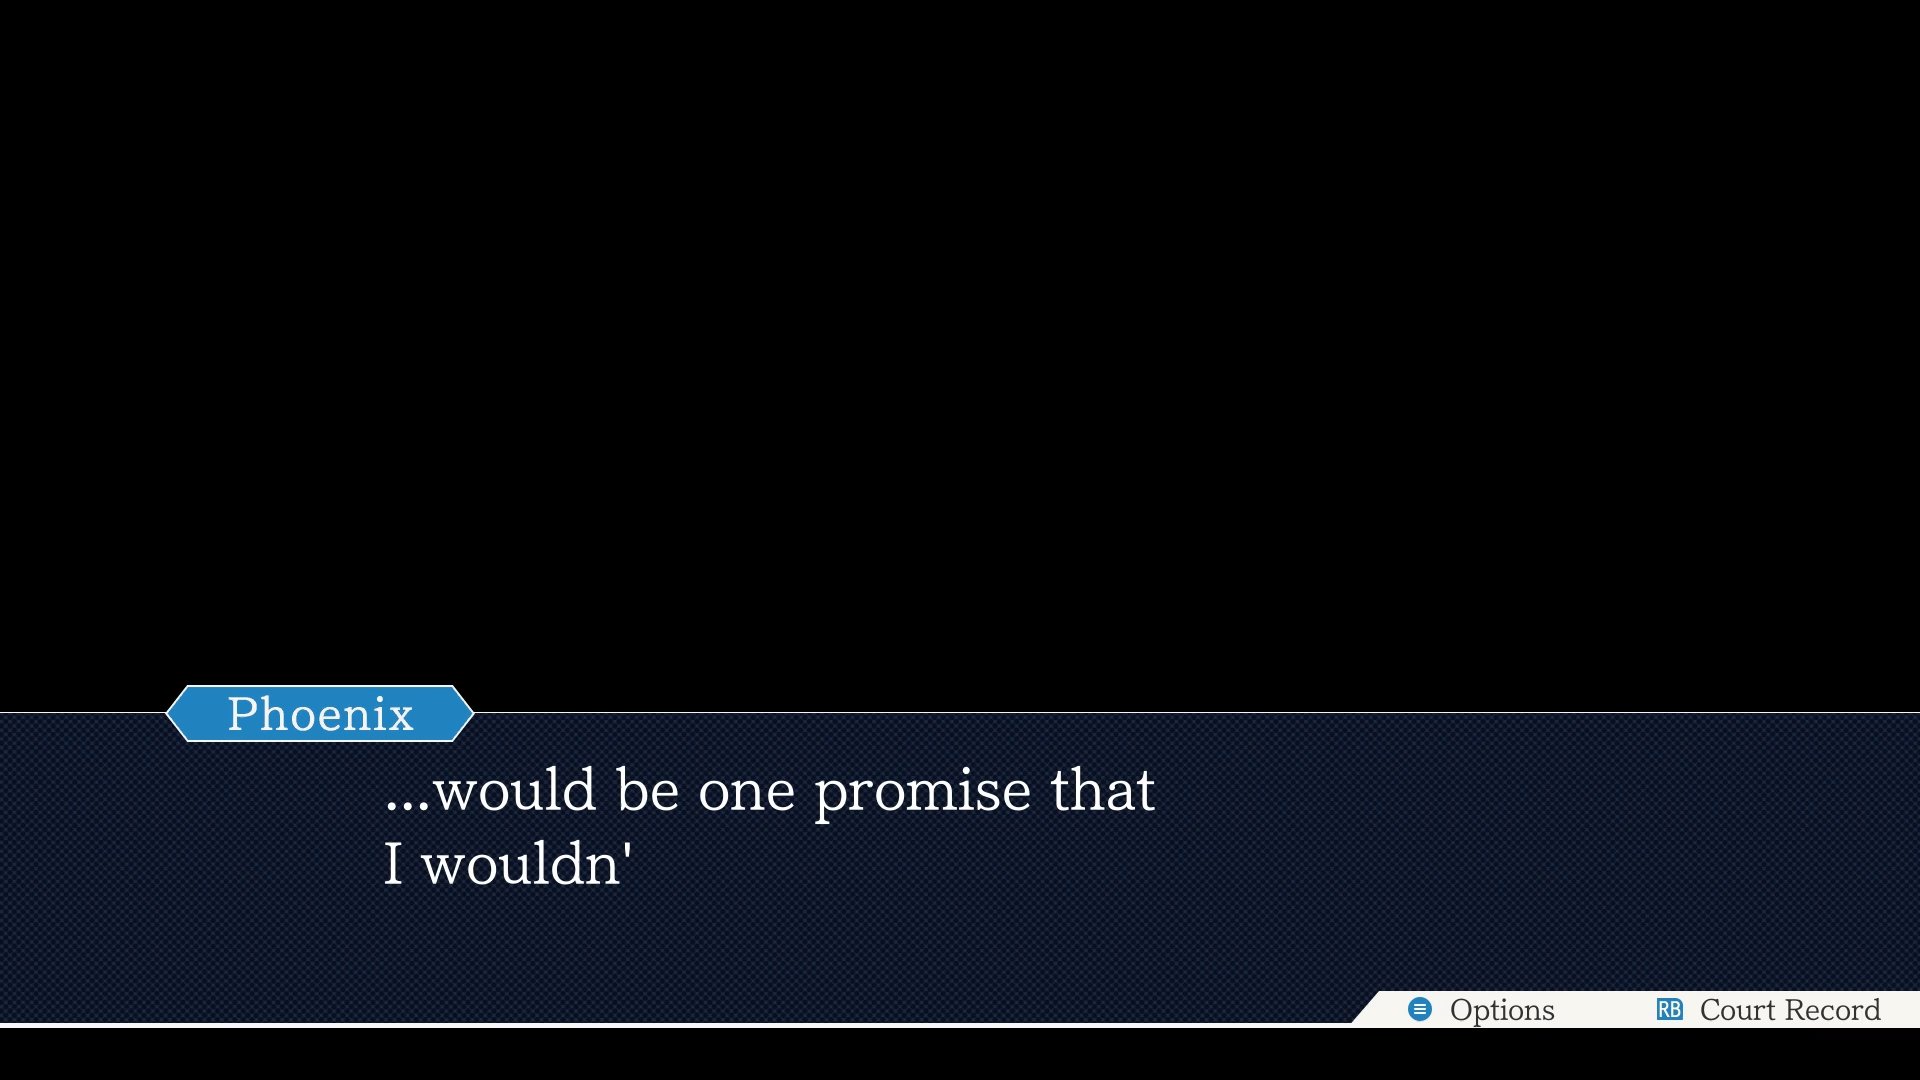 Phoenix
...would be one promise that
I wouldn'
Options
RB Court Record